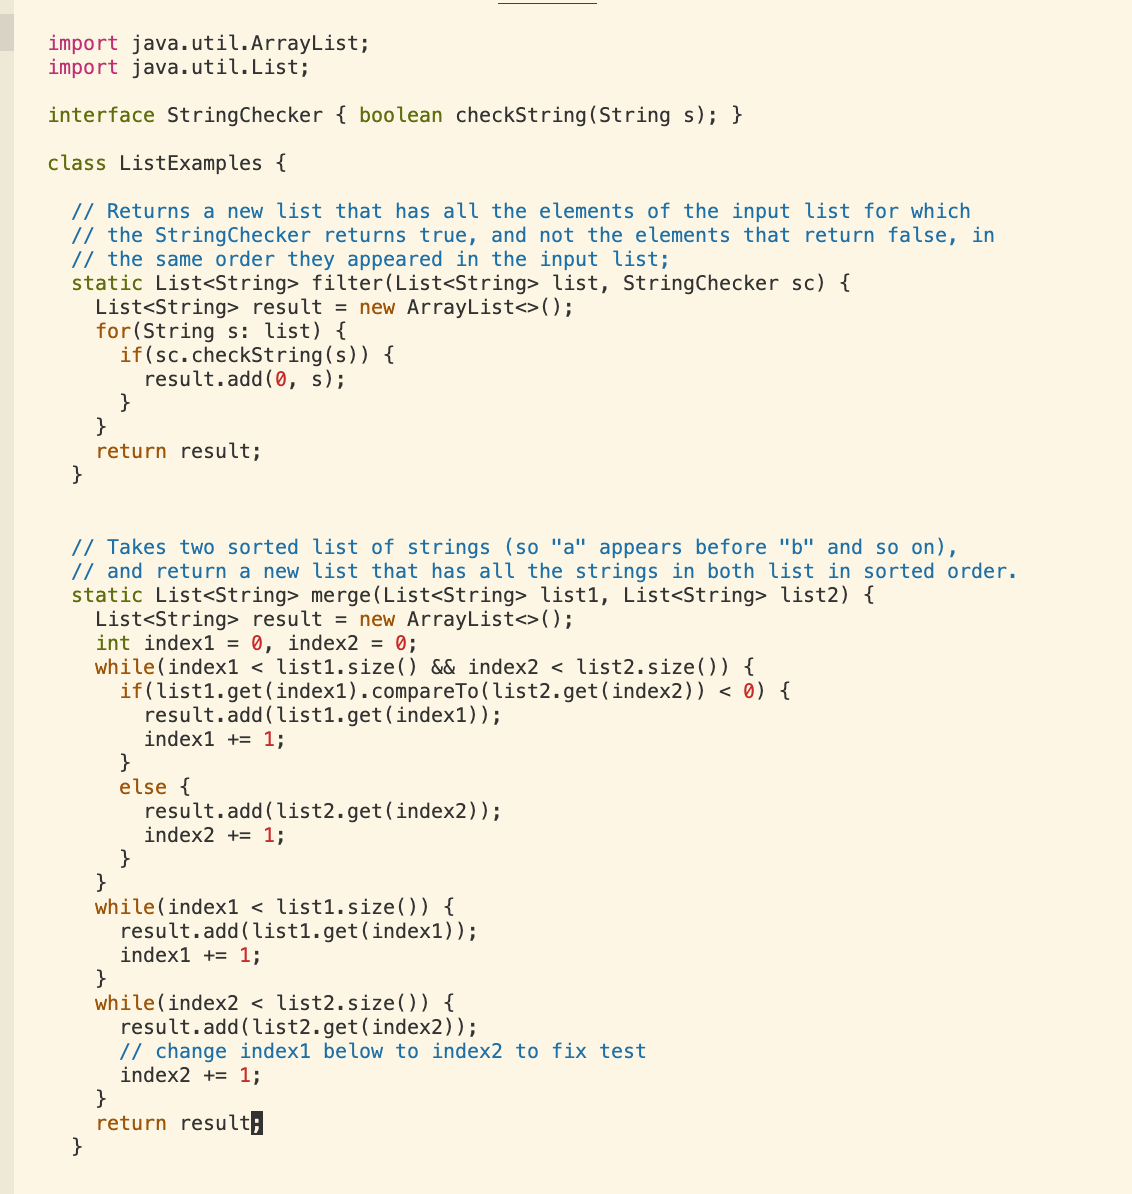 import java.util.ArrayList;
import java.util.List;

interface StringChecker { boolean checkString(String s); }

class ListExamples {

  // Returns a new list that has all the elements of the input list for which
  // the StringChecker returns true, and not the elements that return false, in
  // the same order they appeared in the input list;
  static List<String> filter(List<String> list, StringChecker sc) {
    List<String> result = new ArrayList<>();
    for(String s: list) {
      if(sc.checkString(s)) {
        result.add(0, s);
      }
    }
    return result;
  }


  // Takes two sorted list of strings (so "a" appears before "b" and so on),
  // and return a new list that has all the strings in both list in sorted order.
  static List<String> merge(List<String> list1, List<String> list2) {
    List<String> result = new ArrayList<>();
    int index1 = 0, index2 = 0;
    while(index1 < list1.size() && index2 < list2.size()) {
      if(list1.get(index1).compareTo(list2.get(index2)) < 0) {
        result.add(list1.get(index1));
        index1 += 1;
      }
      else {
        result.add(list2.get(index2));
        index2 += 1;
      }
    }
    while(index1 < list1.size()) {
      result.add(list1.get(index1));
      index1 += 1;
    }
    while(index2 < list2.size()) {
      result.add(list2.get(index2));
      // change index1 below to index2 to fix test
      index2 += 1;
    }
    return result;
  }